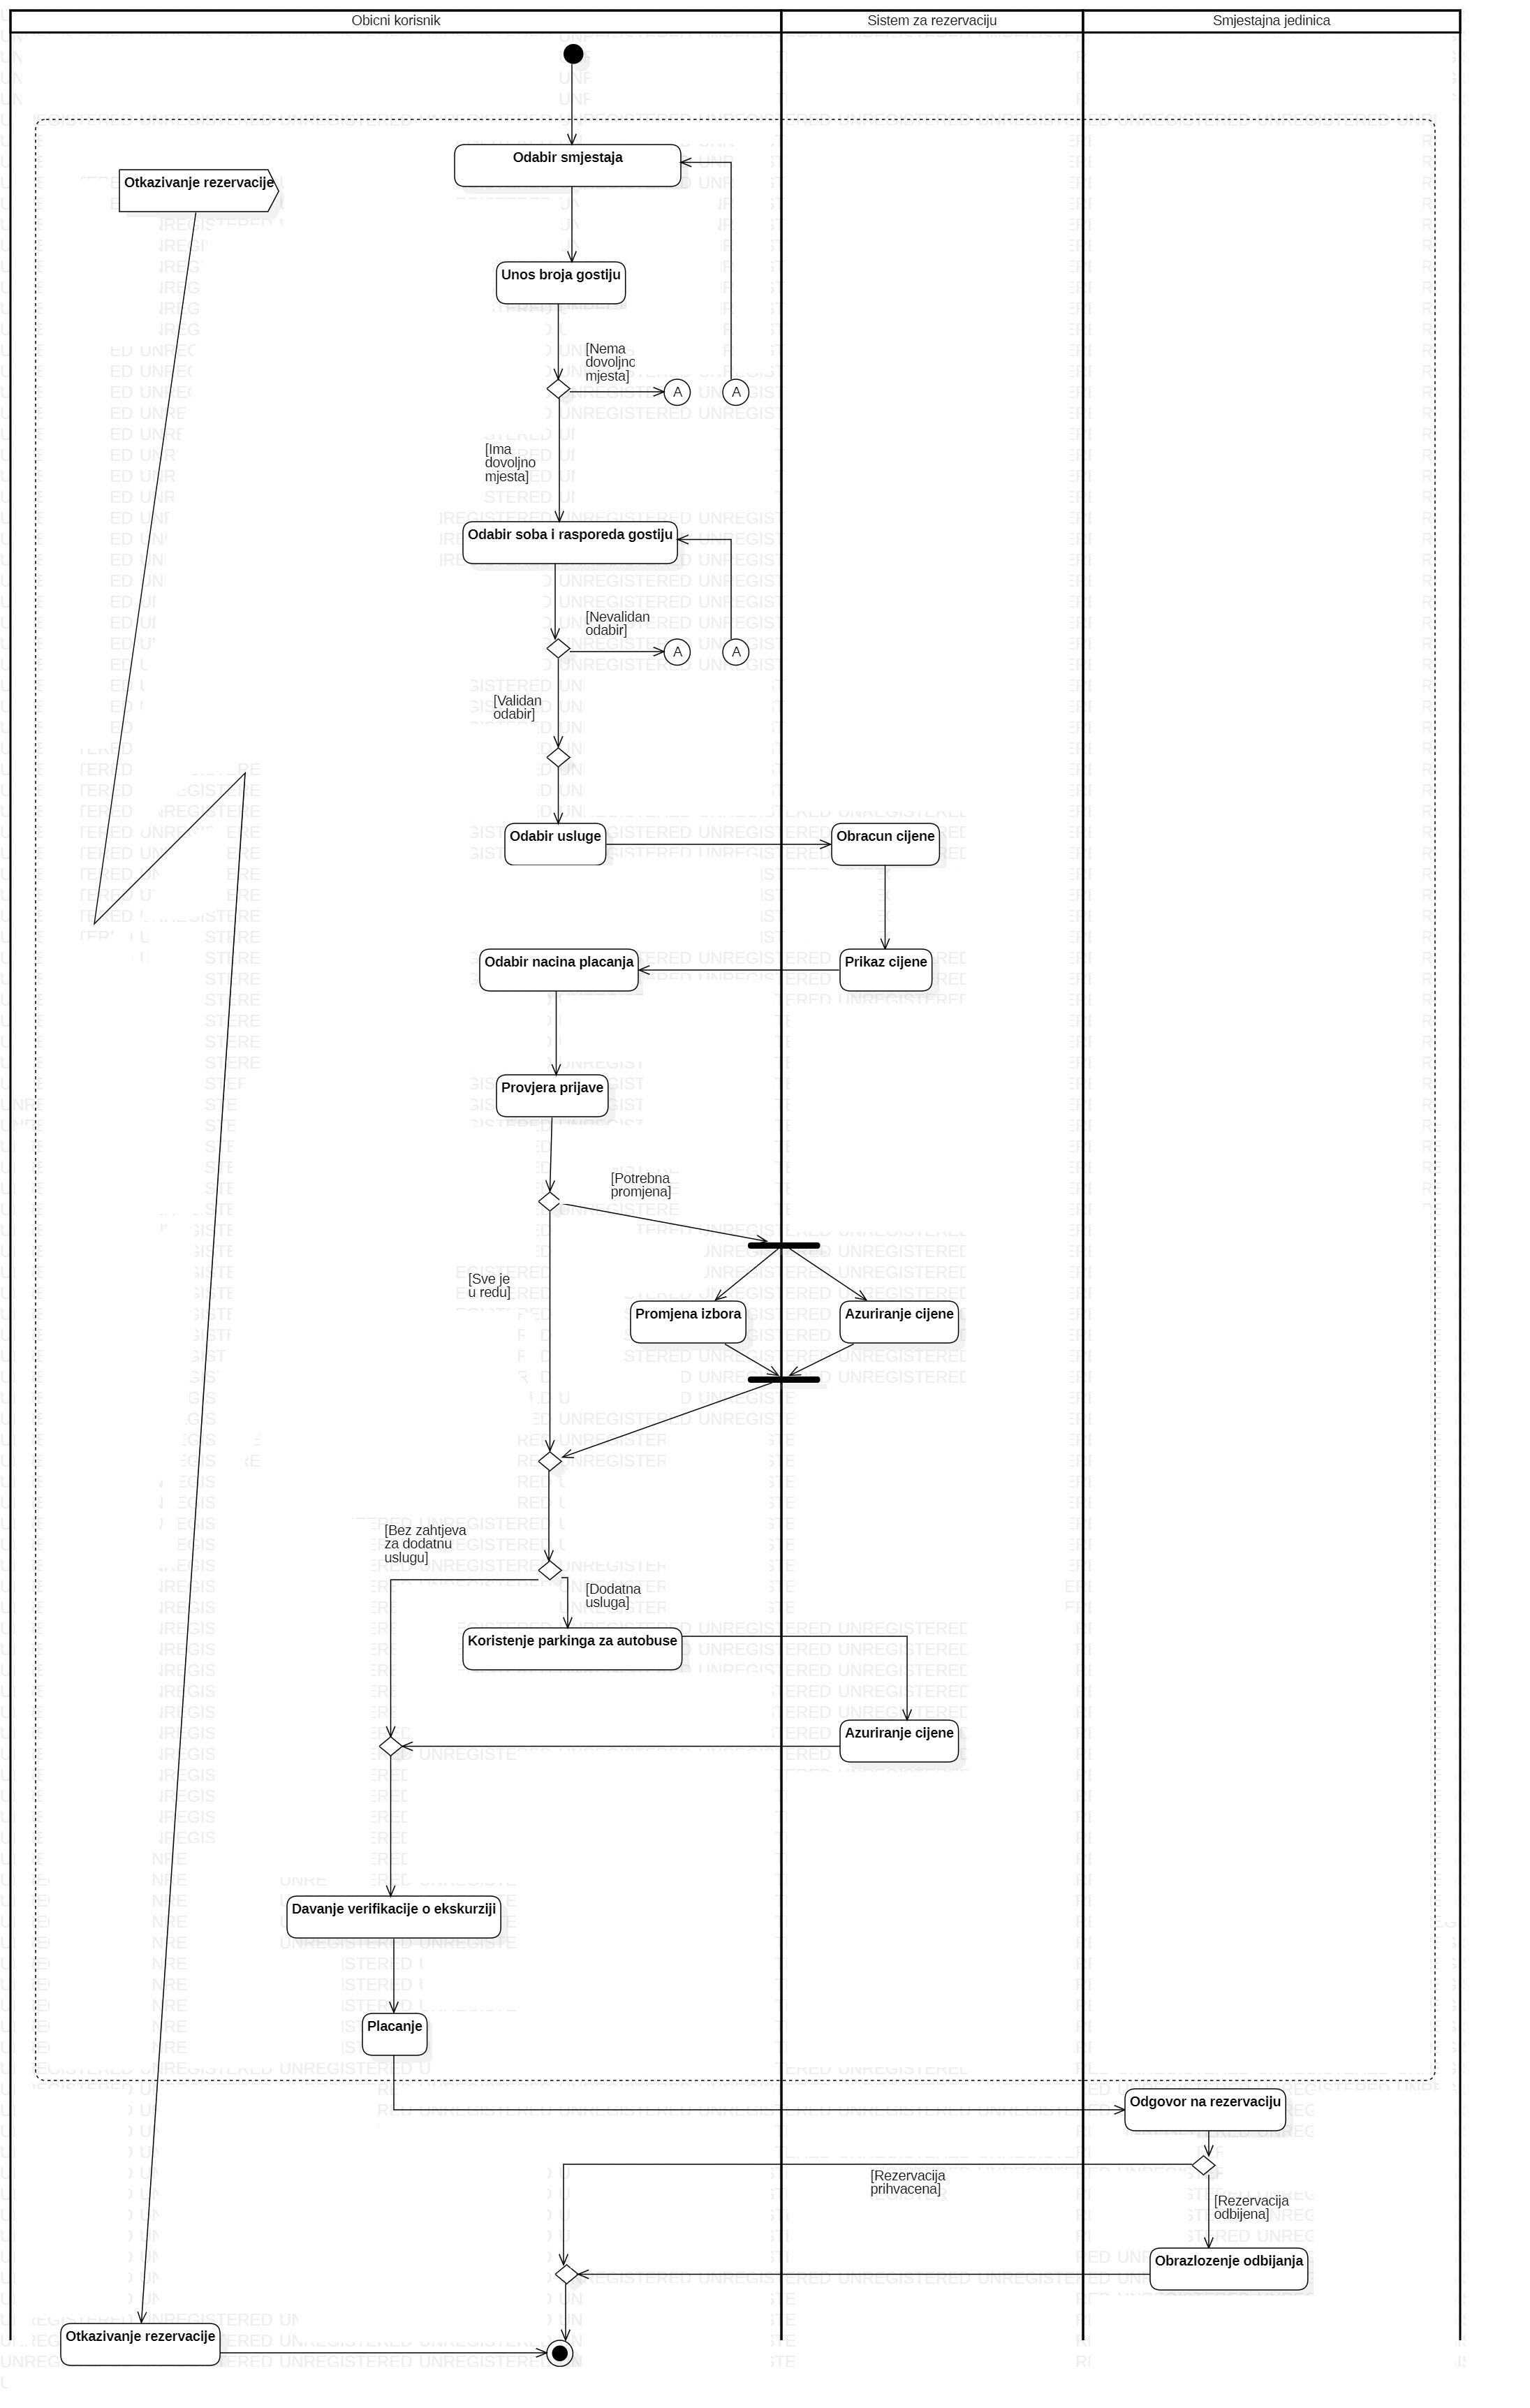 Obicni korisnik
Sistem za rezervaciju
Smjestajna jedinica
Odabir smjestaja
Otkazivanje rezervacije
Unos broja gostiju
[Nema
dovoljno
mjesta]
A
A
[Ima
dovoljno
mjesta]
Odabir soba i rasporeda gostiju
[Nevalidan
odabir]
A
A
[Validan
odabir]
Odabir usluge
Obracun cijene
Odabir nacina placanja
Prikaz cijene
Provjera prijave
[Potrebna
promjena]
[Sve je
u redu]
Promjena izbora
Azuriranje cijene
[Bez zahtjeva
za dodatnu
uslugu]
[Dodatna
usluga]
Koristenje parkinga za autobuse
Azuriranje cijene
Davanje verifikacije o ekskurziji
Placanje
Odgovor na rezervaciju
[Rezervacija
prihvacena]
[Rezervacija
odbijena]
Obrazlozenje odbijanja
Otkazivanje rezervacije